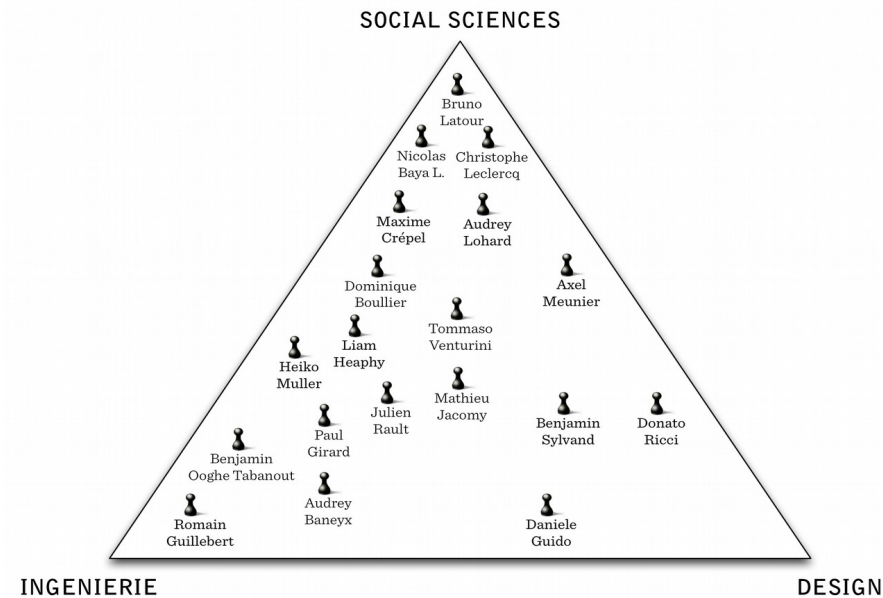 SOCIAL SCIENCES
Bruno
Latour
Nicolas
Baya L.
Christophe
Leclercq
Maxime
Crépel
Audrey
Lohard
Dominique
Boullier
Axel
Meunier
Tommaso
Venturini
Liam
Heaphy
Heiko
Muller
Mathieu
Jacomy
Julien
Rault
Benjamin
Sylvand
Donato
Ricci
Paul
Girard
Benjamin
Ooghe Tabanout
Audrey
Baneyx
Romain
Guillebert
Daniele
Guido
INGENIERIE
DESIGN